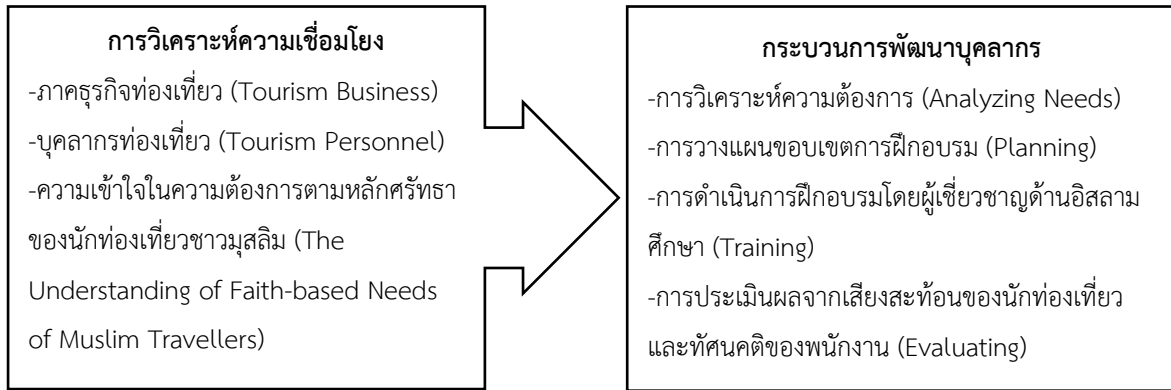 การวิเคราะห์ความเชื่อมโยง
-ภาคธุรกิจท่องเที่ยว (Tourism Business)
-บุคลากรท่องเที่ยว (Tourism Personnel)
-ความเข้าใจในความต้องการตามหลักศรัทธา
ของนักท่องเที่ยวชาวมุสลิม (The
Understanding of Faith-based Needs
of Muslim Travellers)
กระบวนการพัฒนาบุคลากร
-การวิเคราะห์ความต้องการ (Analyzing Needs)
-การวางแผนขอบเขตการฝึกอบรม (Planning)
-การดำเนินการฝึกอบรมโดยผู้เชี่ยวชาญด้านอิสลาม
ศึกษา (Training)
-การประเมินผลจากเสียงสะท้อนของนักท่องเที่ยว
และทัศนคติของพนักงาน (Evaluating)